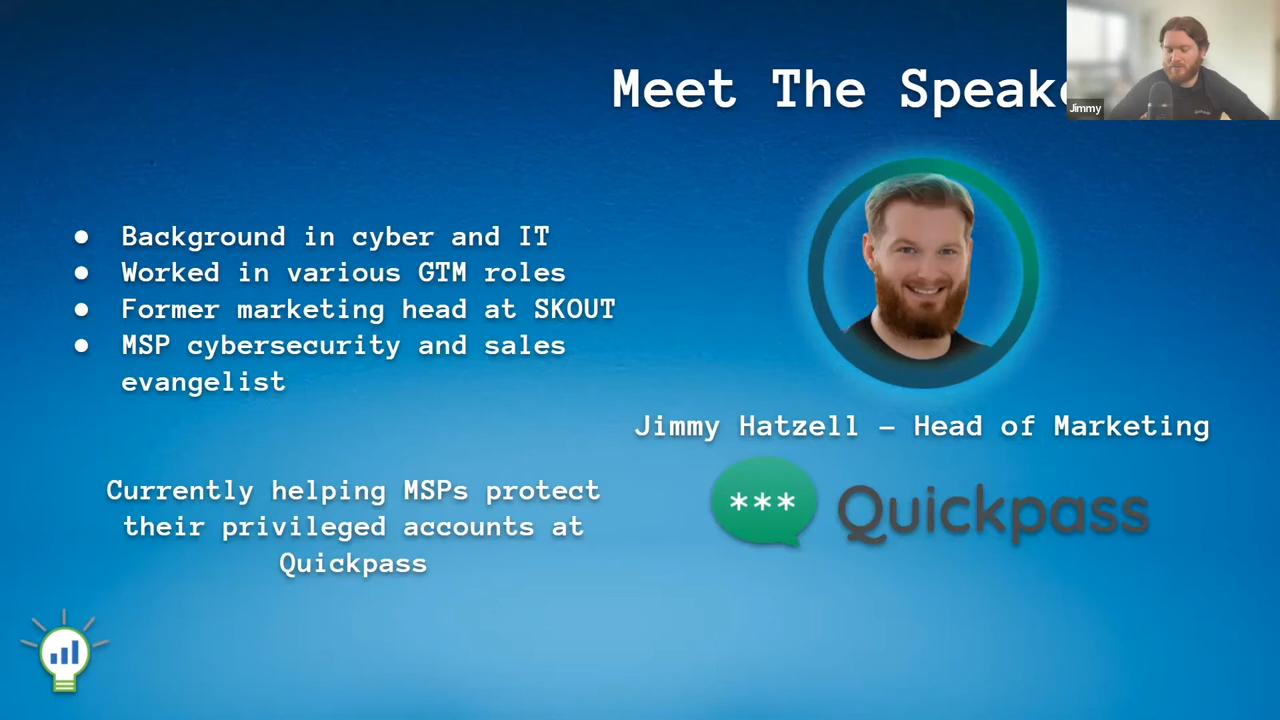 Meet The Speake
Jimmy
● Background in cyber and IT
● Worked in various GTM roles
● Former marketing head at SKOUT
● MSP cybersecurity and sales
evangelist
Jimmy Hatzell – Head of Marketing
*** Quickpass
Currently helping MSPs protect
their privileged accounts at
Quickpass